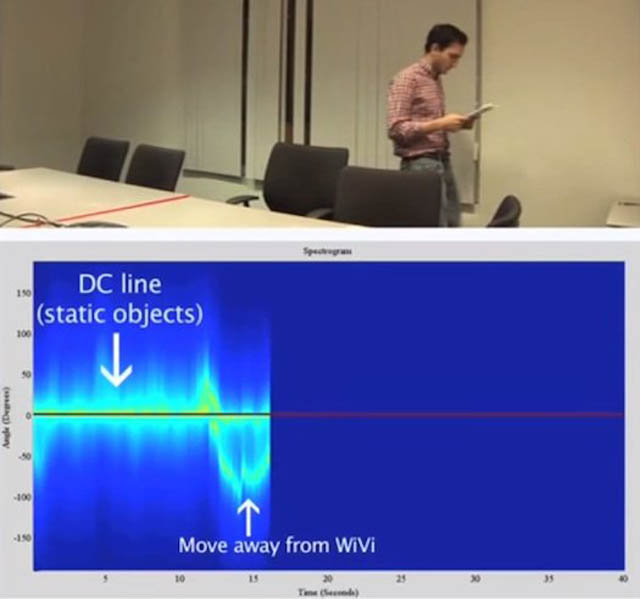 Spectrogram
DC line
(static objects)
150
100
50
0
-50
-100
-150
Angle (Degrees)
Move away from WiVi
5 10 15 20 25 30 35 40
Time (Seconds)